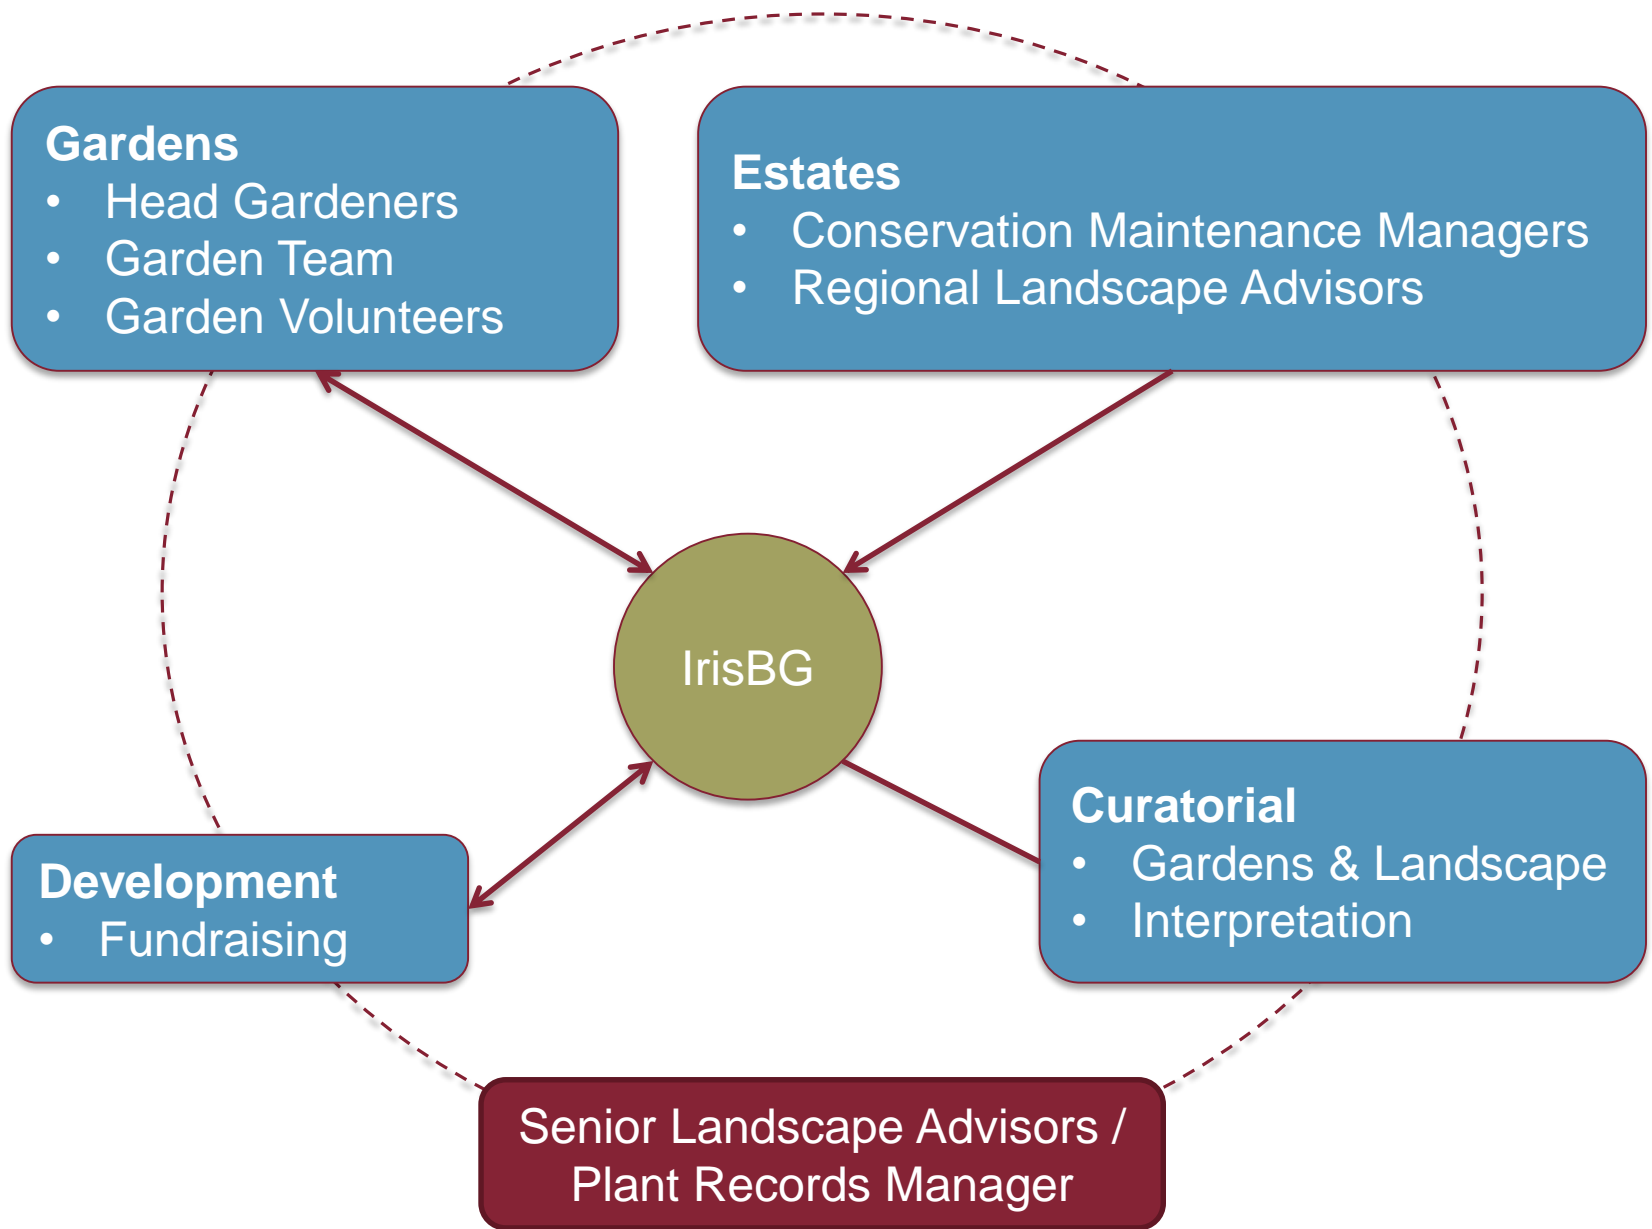 Gardens
• Head Gardeners
• Garden Team
• Garden Volunteers
Estates
• Conservation Maintenance Managers
• Regional Landscape Advisors
IrisBG
Curatorial
• Gardens & Landscape
• Interpretation
Development
• Fundraising
Senior Landscape Advisors /
Plant Records Manager